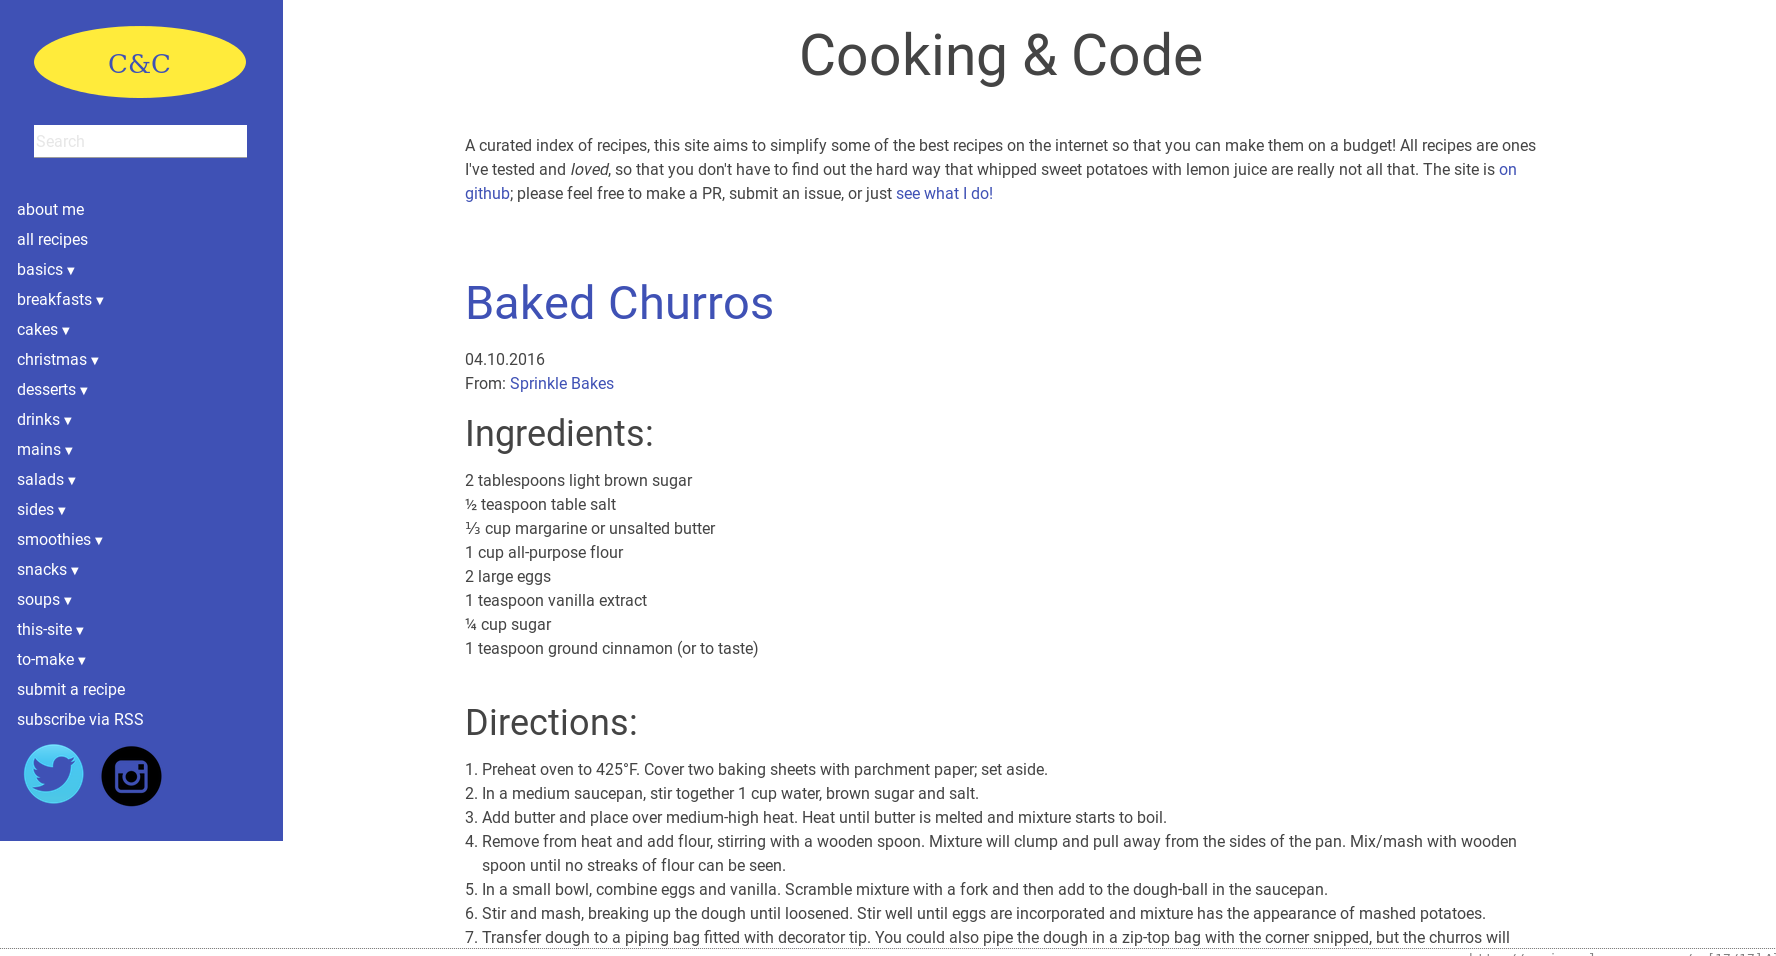 C&C
Search
about me
all recipes
basics ▾
breakfasts ▾
cakes ▾
christmas ▾
desserts ▾
drinks ▾
mains ▾
salads ▾
sides ▾
smoothies ▾
snacks ▾
soups ▾
this-site ▾
to-make ▾
submit a recipe
subscribe via RSS
Cooking & Code
A curated index of recipes, this site aims to simplify some of the best recipes on the internet so that you can make them on a budget! All recipes are ones
I've tested and loved, so that you don't have to find out the hard way that whipped sweet potatoes with lemon juice are really not all that. The site is on
github; please feel free to make a PR, submit an issue, or just see what I do!
Baked Churros
04.10.2016
From: Sprinkle Bakes
Ingredients:
2 tablespoons light brown sugar
½ teaspoon table salt
⅓ cup margarine or unsalted butter
1 cup all-purpose flour
2 large eggs
1 teaspoon vanilla extract
¼ cup sugar
1 teaspoon ground cinnamon (or to taste)
Directions:
1. Preheat oven to 425°F. Cover two baking sheets with parchment paper; set aside.
2. In a medium saucepan, stir together 1 cup water, brown sugar and salt.
3. Add butter and place over medium-high heat. Heat until butter is melted and mixture starts to boil.
4. Remove from heat and add flour, stirring with a wooden spoon. Mixture will clump and pull away from the sides of the pan. Mix/mash with wooden
spoon until no streaks of flour can be seen.
5. In a small bowl, combine eggs and vanilla. Scramble mixture with a fork and then add to the dough-ball in the saucepan.
6. Stir and mash, breaking up the dough until loosened. Stir well until eggs are incorporated and mixture has the appearance of mashed potatoes.
7. Transfer dough to a piping bag fitted with decorator tip. You could also pipe the dough in a zip-top bag with the corner snipped, but the churros will